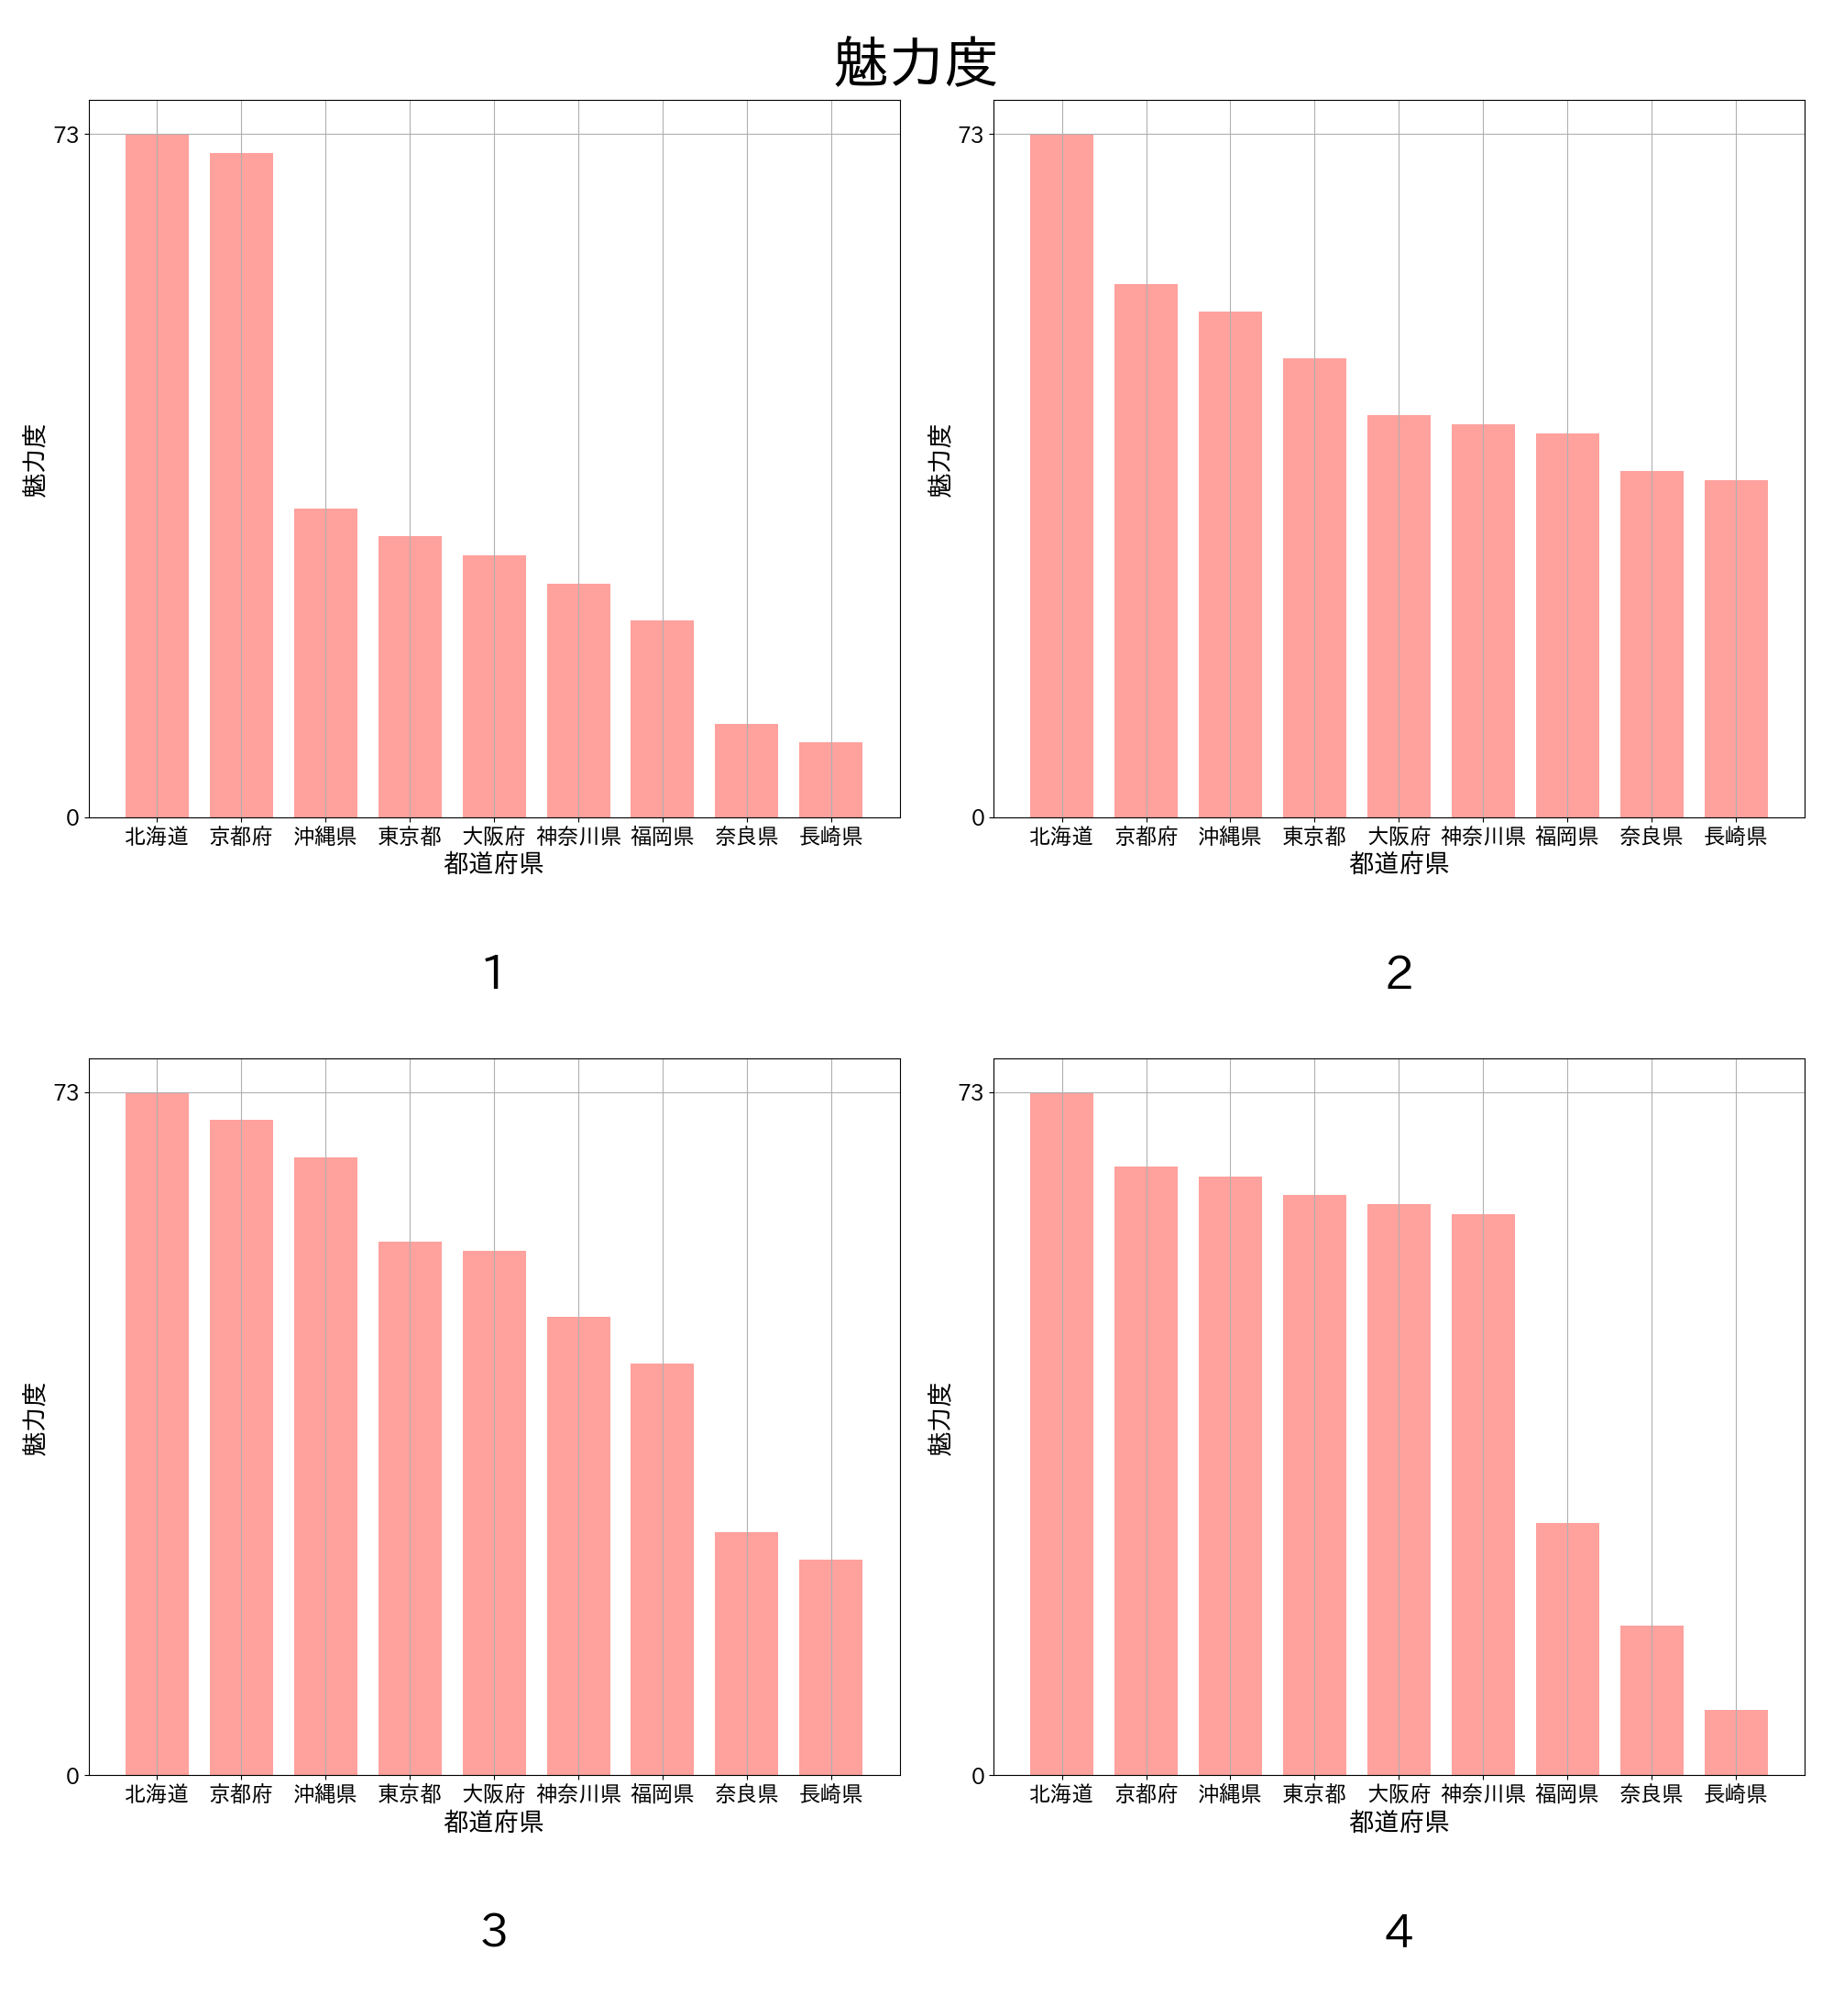 魅力度
73
0
魅力度
北海道 京都府 沖縄県 東京都 大阪府 神奈川県 福岡県 奈良県 長崎県
都道府県
1
73
0
魅力度
北海道 京都府 沖縄県 東京都 大阪府 神奈川県 福岡県 奈良県 長崎県
都道府県
2
73
0
魅力度
北海道 京都府 沖縄県 東京都 大阪府 神奈川県 福岡県 奈良県 長崎県
都道府県
3
73
0
魅力度
北海道 京都府 沖縄県 東京都 大阪府 神奈川県 福岡県 奈良県 長崎県
都道府県
4